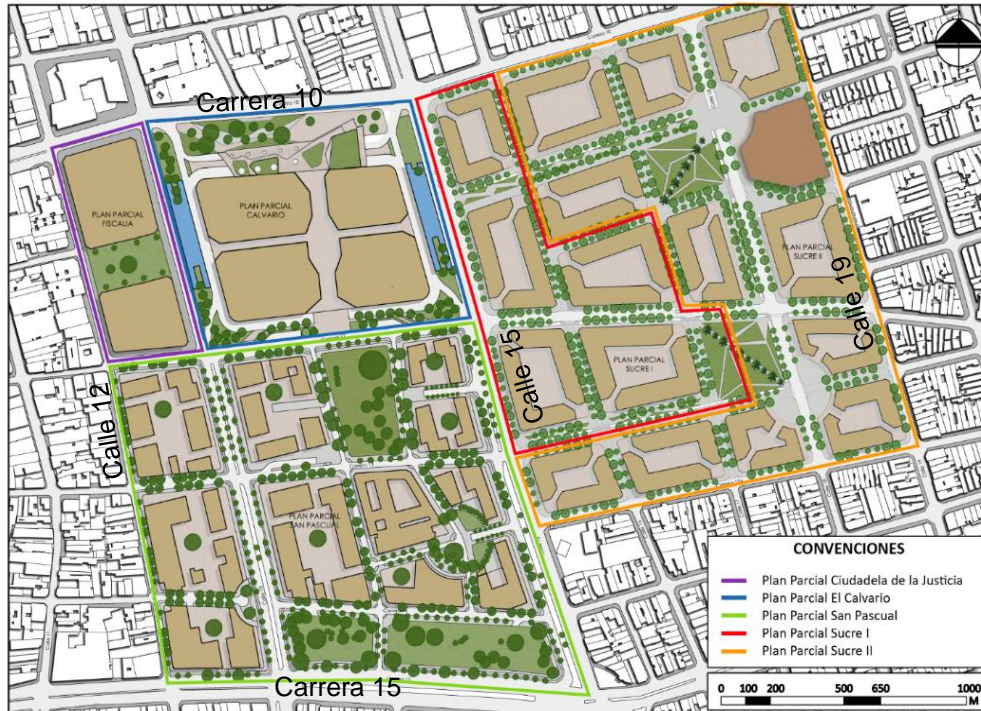 Carrera 10
PLAN PARCIAL
FISCALIA
PLAN PARCIAL
CALVARIO
PLAN PARCIAL
SUCRE II
Calle 19
Calle 15
PLAN PARCIAL
SUCRE I
Calle 12
PLAN PARCIAL
SAN PASCUAL
Carrera 15
CONVENCIONES
Plan Parcial Ciudadela de la Justicia
Plan Parcial El Calvario
Plan Parcial San Pascual
Plan Parcial Sucre I
Plan Parcial Sucre II
0 100 200 500 650 1000
M